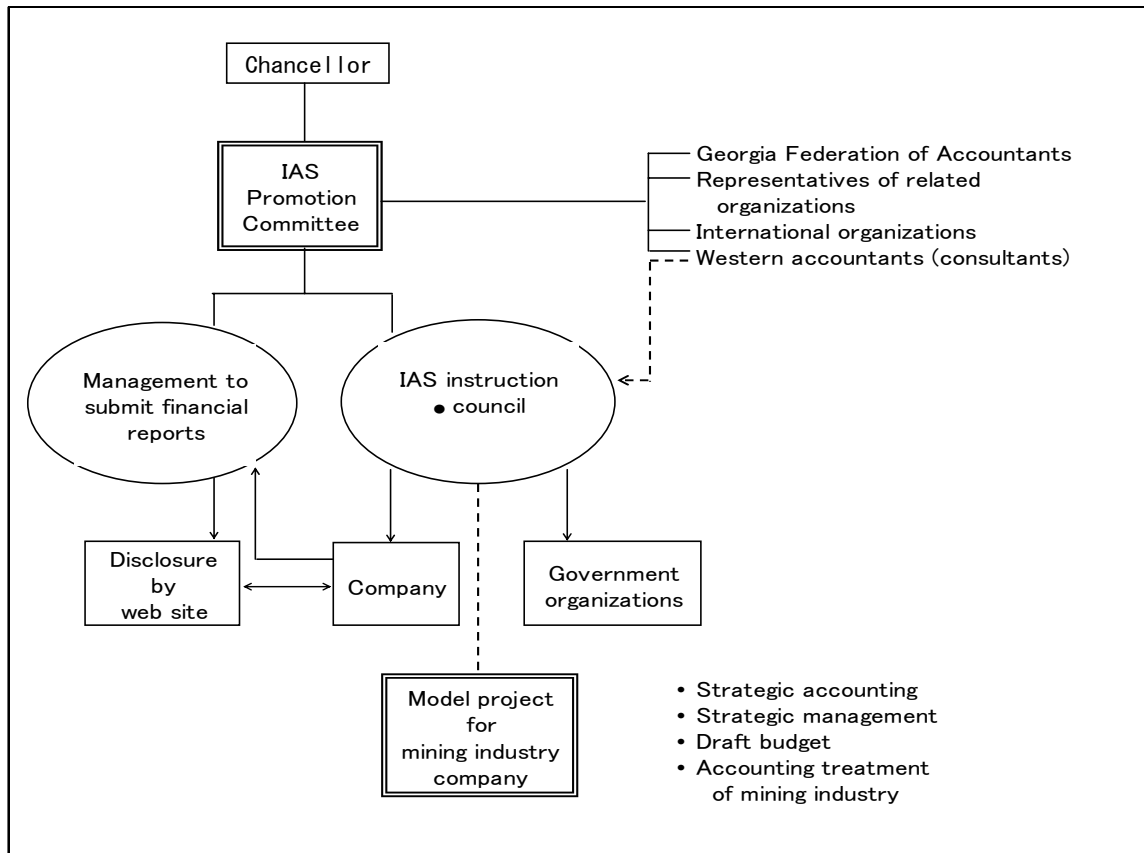 Chancellor
IAS
Promotion
Committee
Georgia Federation of Accountants
Representatives of related
organizations
International organizations
Western accountants (consultants)
Management to
submit financial
reports
IAS instruction
• council
Disclosure
by
web site
Company
Government
organizations
Model project
for
mining industry
company
• Strategic accounting
• Strategic management
• Draft budget
• Accounting treatment
of mining industry